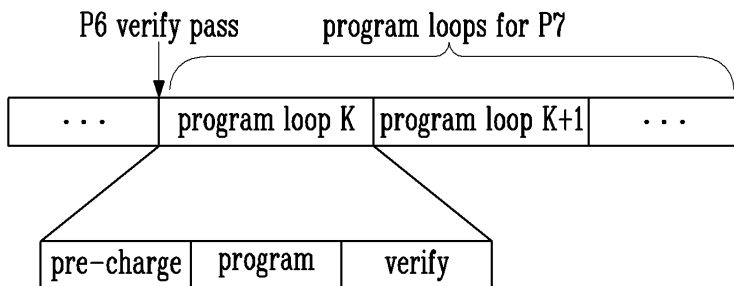 P6 verify pass
program loops for P7
...
program loop K
program loop K+1
...
pre-charge
program
verify